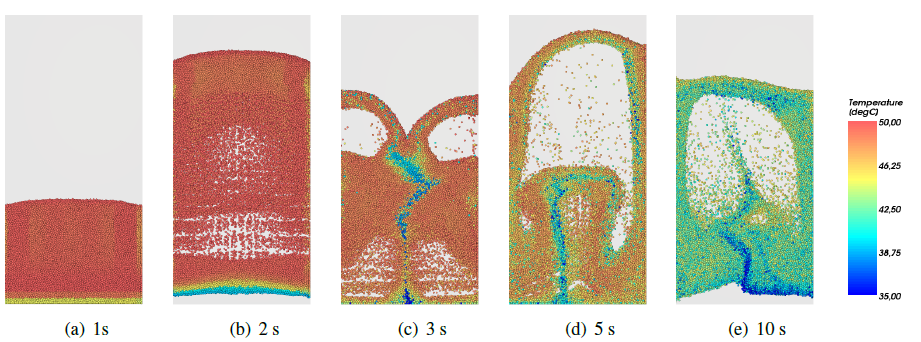 Temperature
(degC)
50,00
46,25
42,50
38,75
35,00
(a) 1s
(b) 2 s
(c) 3 s
(d) 5 s
(e) 10 s